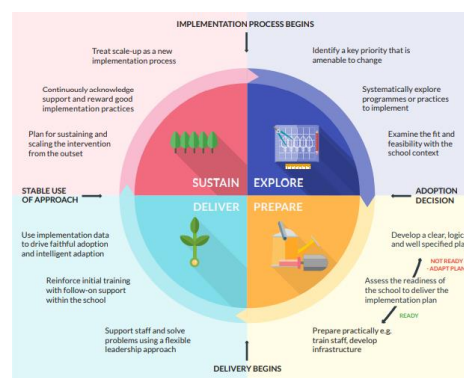 IMPLEMENTATION PROCESS BEGINS
Treat scale-up as a new
implementation process
Continuously acknowledge
support and reward good
implementation practices
Plan for sustaining and
scaling the intervention
from the outset
Identify a key priority that is
amenable to change
Systematically explore
programmes or practices
to implement
Examine the fit and
feasibility with the
school context
SUSTAIN
EXPLORE
STABLE USE
OF APPROACH
ADOPTION
DECISION
DELIVER
PREPARE
Use implementation data
to drive faithful adoption
and intelligent adaption
Reinforce initial training
with follow-on support
within the school
Support staff and solve
problems using a flexible
leadership approach
Develop a clear, logic
and well specified pla
NOT READY
- ADAPT PLAN
Assess the readiness of
the school to deliver the
implementation plan
READY
Prepare practically e.g.
train staff, develop
infrastructure
DELIVERY BEGINS